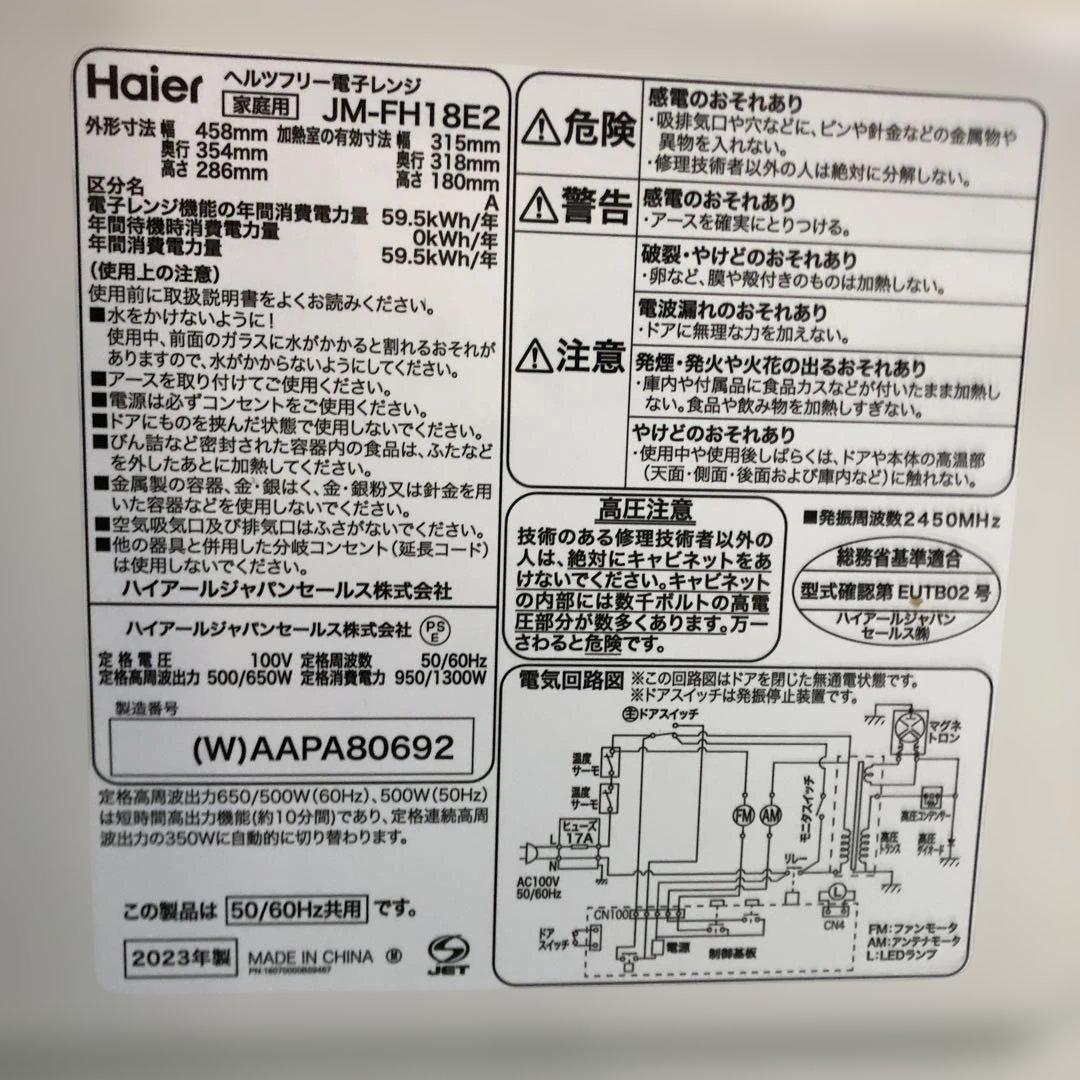 Haier ヘルツフリー電子レンジ
家庭用 JM-FH18E2
外形寸法 幅 458mm 加熱室の有効寸法 幅 315mm
奥行 354mm 奥行 318mm
高さ 286mm 高さ 180mm
区分名 A
電子レンジ機能の年間消費電力量 59.5kWh/年
年間待機時消費電力量 0kWh/年
年間消費電力量 59.5kWh/年
(使用上の注意)
使用前に取扱説明書をよくお読みください。
■水をかけないように!
使用中、前面のガラスに水がかかると割れるおそれが
ありますので、水がかからないようにしてください。
■アースを取り付けてご使用ください。
■電源は必ずコンセントをご使用ください。
■ドアにものを挟んだ状態で使用しないでください。
■びん詰など密封された容器内の食品は、ふたなど
を外したあとに加熱してください。
■金属製の容器、金・銀はく、金・銀粉又は針金を用
いた容器などを使用しないでください。
■空気吸気口及び排気口はふさがないでください。
■他の器具と併用した分岐コンセント(延長コード)
は使用しないでください。
ハイアールジャパンセールス株式会社
ハイアールジャパンセールス株式会社 PSE
定格電圧 100V 定格周波数 50/60Hz
定格高周波出力 500/650W 定格消費電力 950/1300W
製造番号
(W)AAPA80692
定格高周波出力650/500W(60Hz)、500W(50Hz)
は短時間高出力機能(約10分間)であり、定格連続高周
波出力の350Wに自動的に切り替わります。
この製品は 50/60Hz共用 です。
2023年製 MADE IN CHINA Ⓜ JET
危険
感電のおそれあり
・吸排気口や穴などに、ピンや針金などの金属物や
異物を入れない。
・修理技術者以外の人は絶対に分解しない。
警告
感電のおそれあり
・アースを確実にとりつける。
注意
破裂・やけどのおそれあり
・卵など、膜や殻付きのものは加熱しない。
電波漏れのおそれあり
・ドアに無理な力を加えない。
発煙・発火や火花の出るおそれあり
・庫内や付属品に食品カスなどが付いたまま加熱し
ない。食品や飲み物を加熱しすぎない。
やけどのおそれあり
・使用中や使用後しばらくは、ドアや本体の高温部
(天面・側面・後面および庫内など)に触れない。
高圧注意
技術のある修理技術者以外の
人は、絶対にキャビネットをあ
けないでください。キャビネット
の内部には数千ボルトの高電
圧部分が数多くあります。万一
さわると危険です。
■発振周波数2450MHz
総務省基準適合
型式確認第 EUTB02 号
ハイアールジャパン
セールス㈱
電気回路図 ※この回路図はドアを閉じた無通電状態です。
※ドアスイッチは発振停止装置です。
主ドアスイッチ
マグネ
トロン
温度
サーモ
温度
サーモ
ヒューズ
17A
L
N
AC100V
50/60Hz
FM
AM
モニタスイッチ
リレー
高圧
トランス
高圧コンデンサー
高圧
ダイオード
L
CN4
CN100
ドア
スイッチ
電源
制御基板
FM:ファンモータ
AM:アンテナモータ
L:LEDランプ